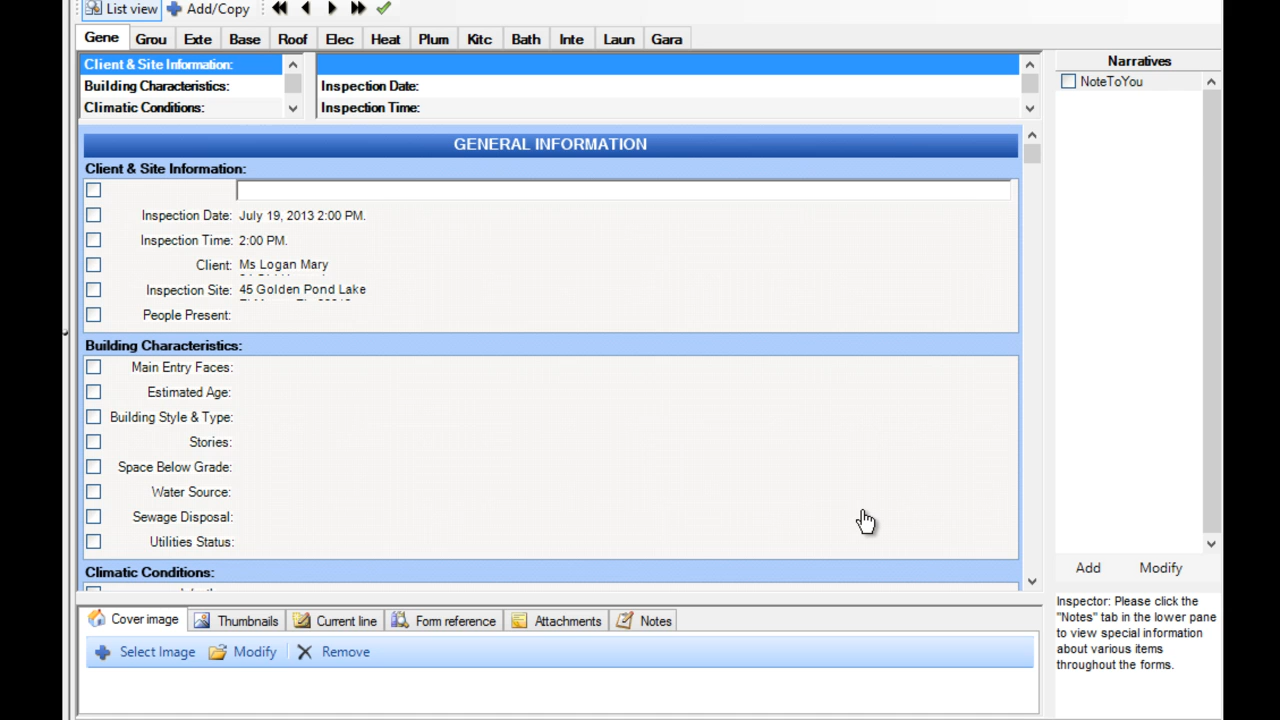 List view Add/Copy
Gene Grou Exte Base Roof Elec Heat Plum Kitc Bath Inte Laun Gara
Client & Site Information:
Building Characteristics: Inspection Date:
Climatic Conditions: Inspection Time:
GENERAL INFORMATION
Client & Site Information:
Inspection Date: July 19, 2013 2:00 PM.
Inspection Time: 2:00 PM.
Client: Ms Logan Mary
Inspection Site: 45 Golden Pond Lake
People Present:
Building Characteristics:
Main Entry Faces:
Estimated Age:
Building Style & Type:
Stories:
Space Below Grade:
Water Source:
Sewage Disposal:
Utilities Status:
Climatic Conditions:
Cover image Thumbnails Current line Form reference Attachments Notes
Select Image Modify Remove
Narratives
NoteToYou
Add Modify
Inspector: Please click the
"Notes" tab in the lower pane
to view special information
about various items
throughout the forms.